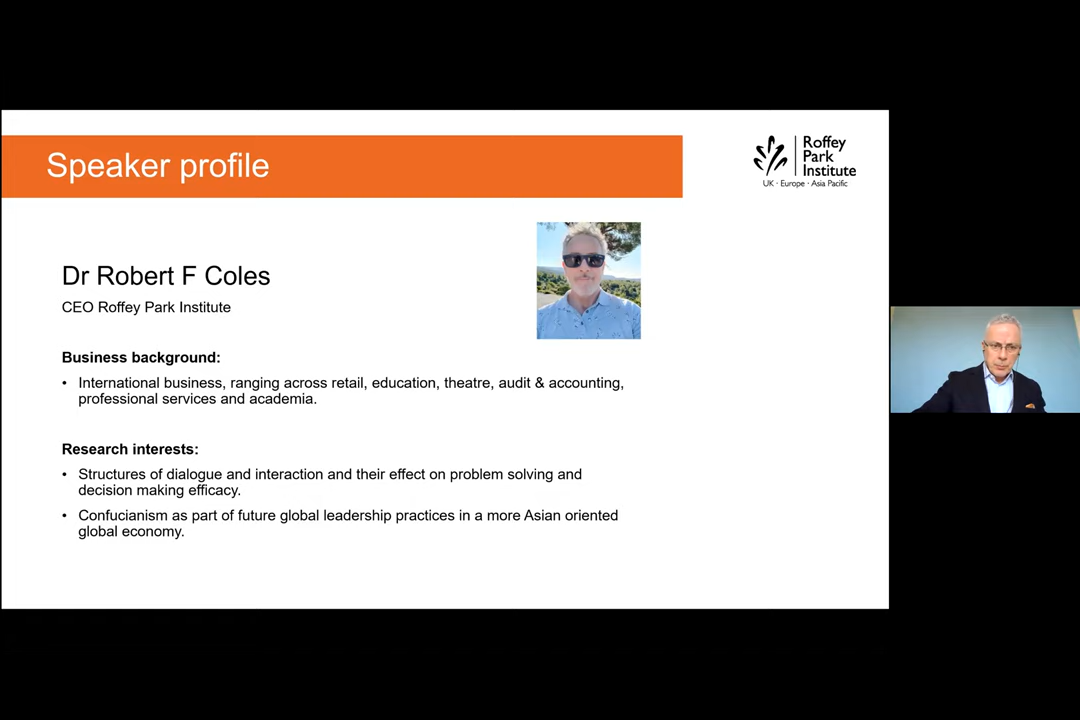 Speaker profile
Roffey
Park
Institute
UK · Europe · Asia Pacific
Dr Robert F Coles
CEO Roffey Park Institute
Business background:
• International business, ranging across retail, education, theatre, audit & accounting,
professional services and academia.
Research interests:
• Structures of dialogue and interaction and their effect on problem solving and
decision making efficacy.
• Confucianism as part of future global leadership practices in a more Asian oriented
global economy.